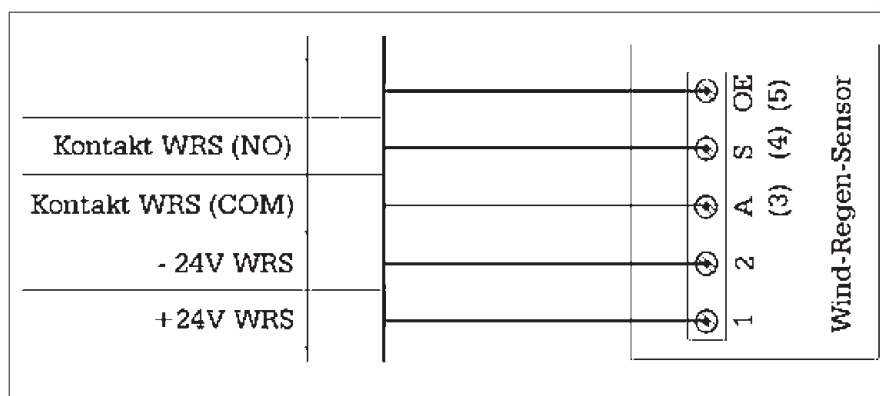 OE (5)
Kontakt WRS (NO)
S (4)
Kontakt WRS (COM)
A (3)
- 24V WRS
2
+24V WRS
1
Wind-Regen-Sensor